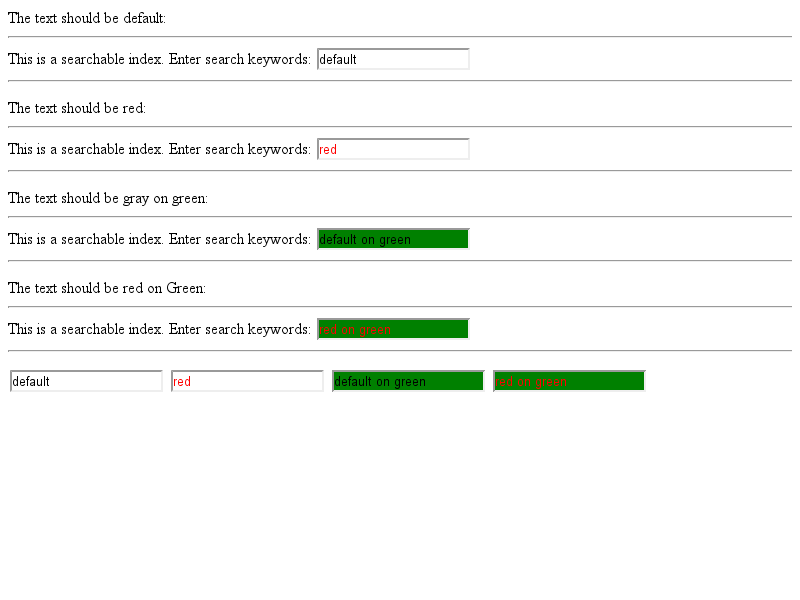 The text should be default:
This is a searchable index. Enter search keywords: default
The text should be red:
This is a searchable index. Enter search keywords: red
The text should be gray on green:
This is a searchable index. Enter search keywords: default on green
The text should be red on Green:
This is a searchable index. Enter search keywords: red on green
default red default on green red on green